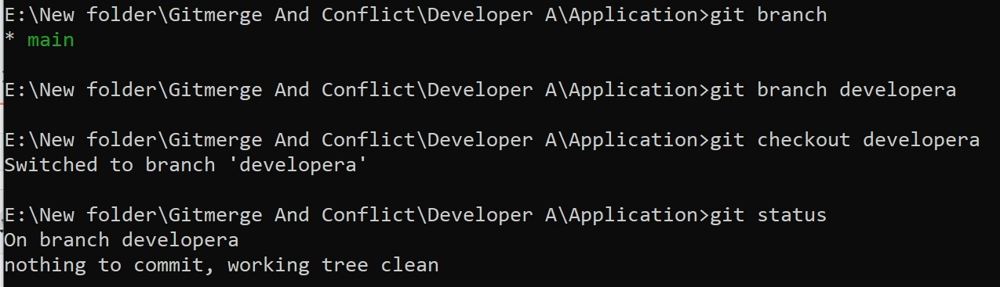 E:\New folder\Gitmerge And Conflict\Developer A\Application>git branch
* main
E:\New folder\Gitmerge And Conflict\Developer A\Application>git branch developera
E:\New folder\Gitmerge And Conflict\Developer A\Application>git checkout developera
Switched to branch 'developera'
E:\New folder\Gitmerge And Conflict\Developer A\Application>git status
On branch developera
nothing to commit, working tree clean